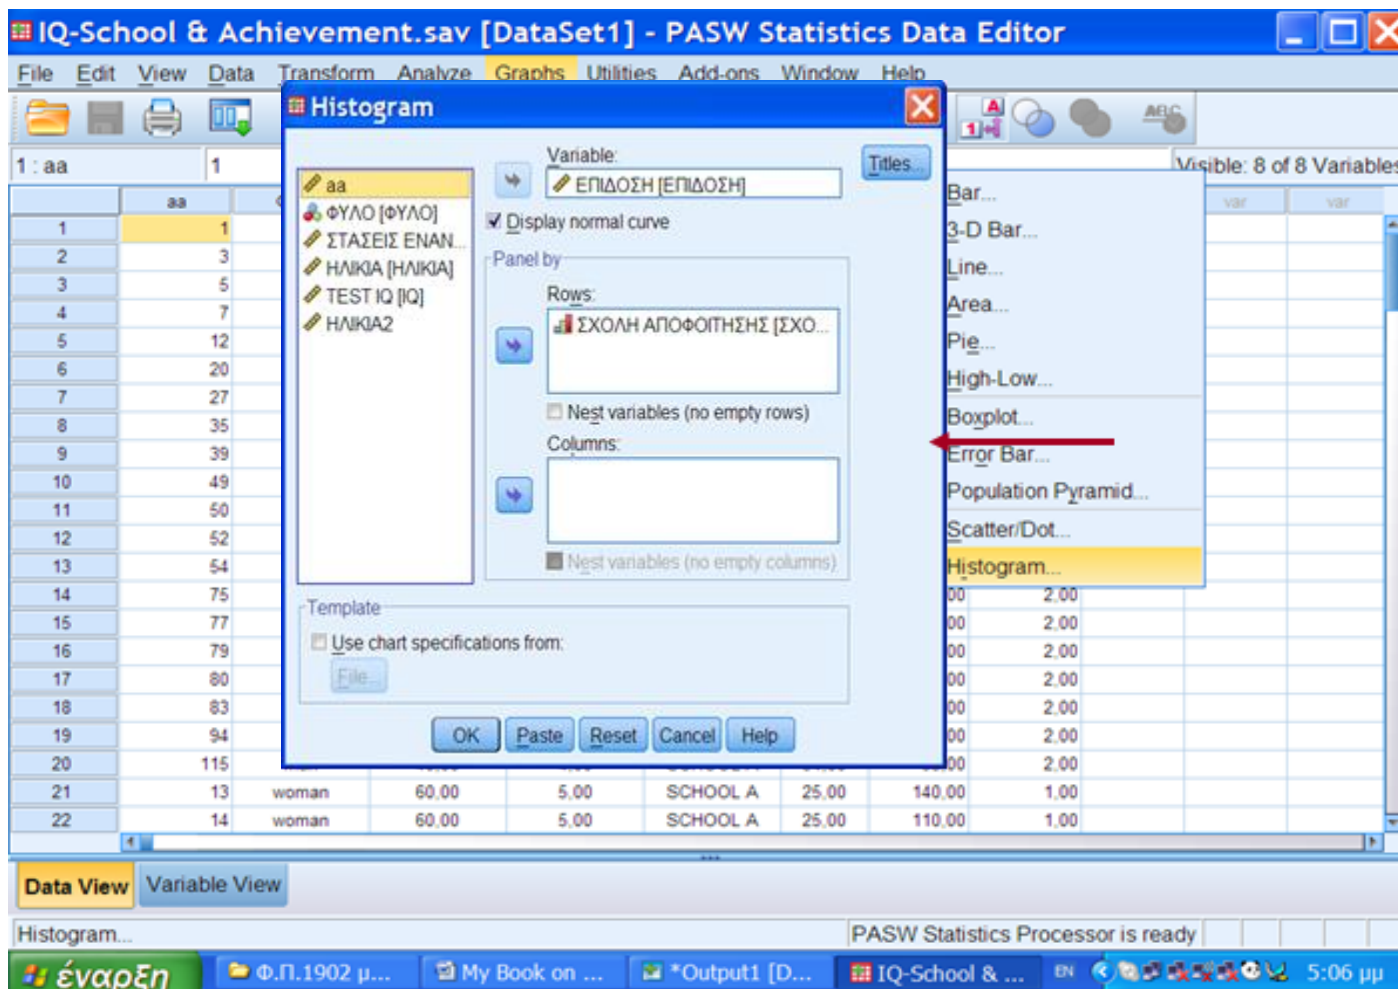 IQ-School & Achievement.sav [DataSet1] - PASW Statistics Data Editor
File Edit View Data Transform Analyze Graphs Utilities Add-ons Window Help
Histogram
1 : aa 1
Visible: 8 of 8 Variables
aa
var var
1 1
2 3
3 5
4 7
5 12
6 20
7 27
8 35
9 39
10 49
11 50
12 52
13 54
14 75
15 77
16 79
17 80
18 83
19 94
20 115
21 13 woman 60,00 5,00 SCHOOL A 25,00 140,00 1,00
22 14 woman 60,00 5,00 SCHOOL A 25,00 110,00 1,00
aa
ΦΥΛΟ [ΦΥΛΟ]
ΣΤΑΣΕΙΣ ΕΝΑΝ...
ΗΛΙΚΙΑ [ΗΛΙΚΙΑ]
TEST IQ [IQ]
ΗΛΙΚΙΑ2
Variable:
ΕΠΙΔΟΣΗ [ΕΠΙΔΟΣΗ]
Titles...
Display normal curve
Panel by
Rows:
ΣΧΟΛΗ ΑΠΟΦΟΙΤΗΣΗΣ [ΣΧΟ...
Nest variables (no empty rows)
Columns:
Nest variables (no empty columns)
Template
Use chart specifications from:
File...
OK Paste Reset Cancel Help
Bar...
3-D Bar...
Line...
Area...
Pie...
High-Low...
Boxplot...
Error Bar...
Population Pyramid...
Scatter/Dot...
Histogram...
00 2,00
00 2,00
00 2,00
00 2,00
00 2,00
00 2,00
00 2,00
Data View Variable View
Histogram...
PASW Statistics Processor is ready
έναρξη
Φ.Π.1902 μ...
My Book on ...
*Output1 [D...
IQ-School & ...
EN
5:06 μμ